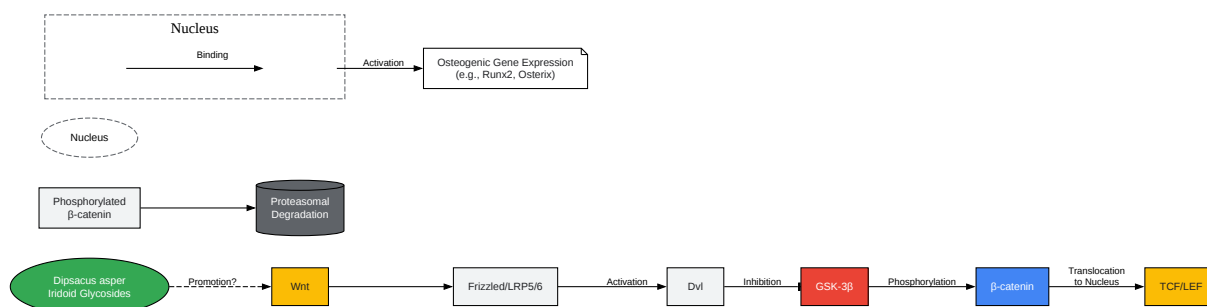 Nucleus
Binding
Activation
Osteogenic Gene Expression
(e.g., Runx2, Osterix)
Nucleus
Phosphorylated
β-catenin
Proteasomal
Degradation
Dipsacus asper
Iridoid Glycosides
Promotion?
Wnt
Frizzled/LRP5/6
Activation
Dvl
Inhibition
GSK-3β
Phosphorylation
β-catenin
Translocation
to Nucleus
TCF/LEF